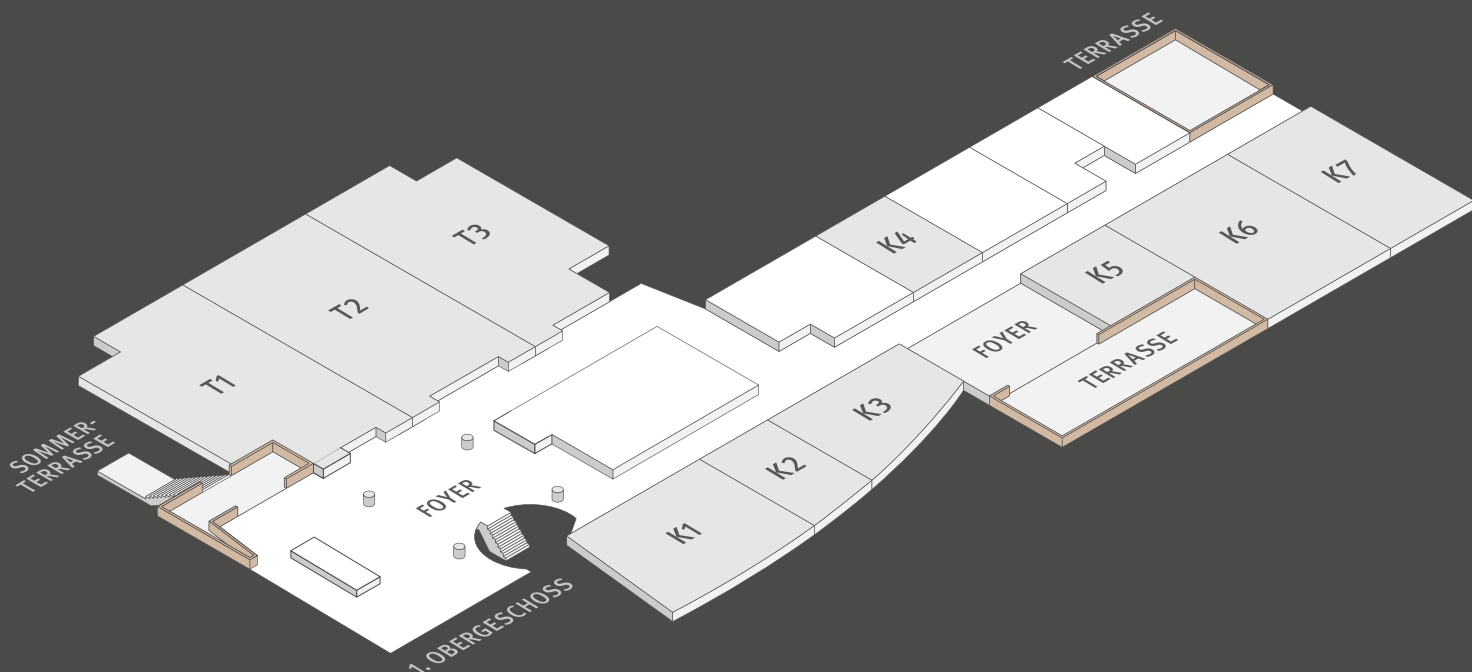 TERRASSE
K7
T3
K6
K4
K5
T2
FOYER
TERRASSE
T1
K3
SOMMER-
TERRASSE
K2
FOYER
K1
1. OBERGESCHOSS